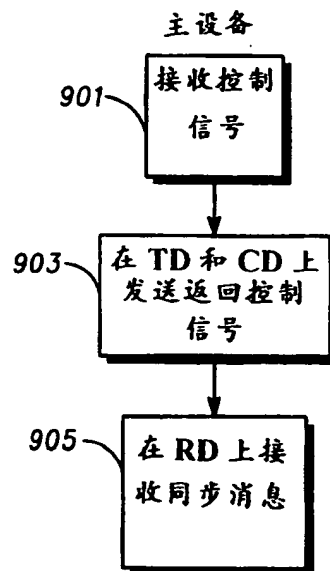 主设备
901
接收控制
信号
903
在 TD 和 CD 上
发送返回控制
信号
905
在 RD 上接
收同步消息